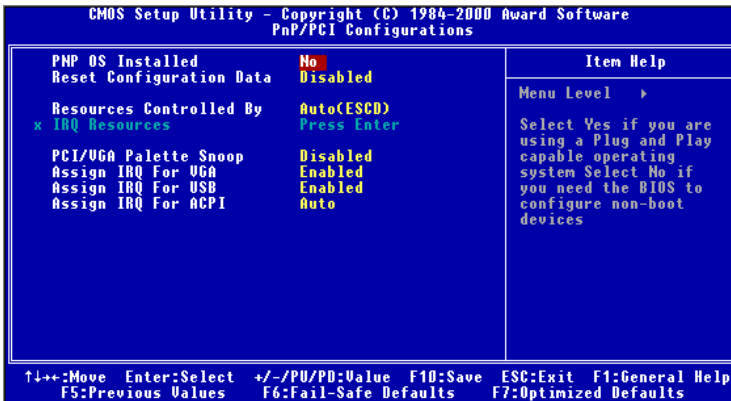 CMOS Setup Utility - Copyright (C) 1984-2000 Award Software
PnP/PCI Configurations
PNP OS Installed No
Reset Configuration Data Disabled
Resources Controlled By Auto(ESCD)
x IRQ Resources Press Enter
PCI/VGA Palette Snoop Disabled
Assign IRQ For VGA Enabled
Assign IRQ For USB Enabled
Assign IRQ For ACPI Auto
Item Help
Menu Level ▸
Select Yes if you are
using a Plug and Play
capable operating
system Select No if
you need the BIOS to
configure non-boot
devices
↑↓→←:Move Enter:Select +/-/PU/PD:Value F10:Save ESC:Exit F1:General Help
F5:Previous Values F6:Fail-Safe Defaults F7:Optimized Defaults